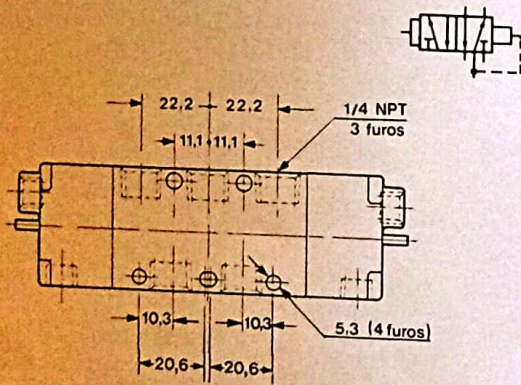 22,2 22,2
1/4 NPT
3 furos
11,1 11,1
10,3 10,3
5,3 (4 furos)
20,6 20,6